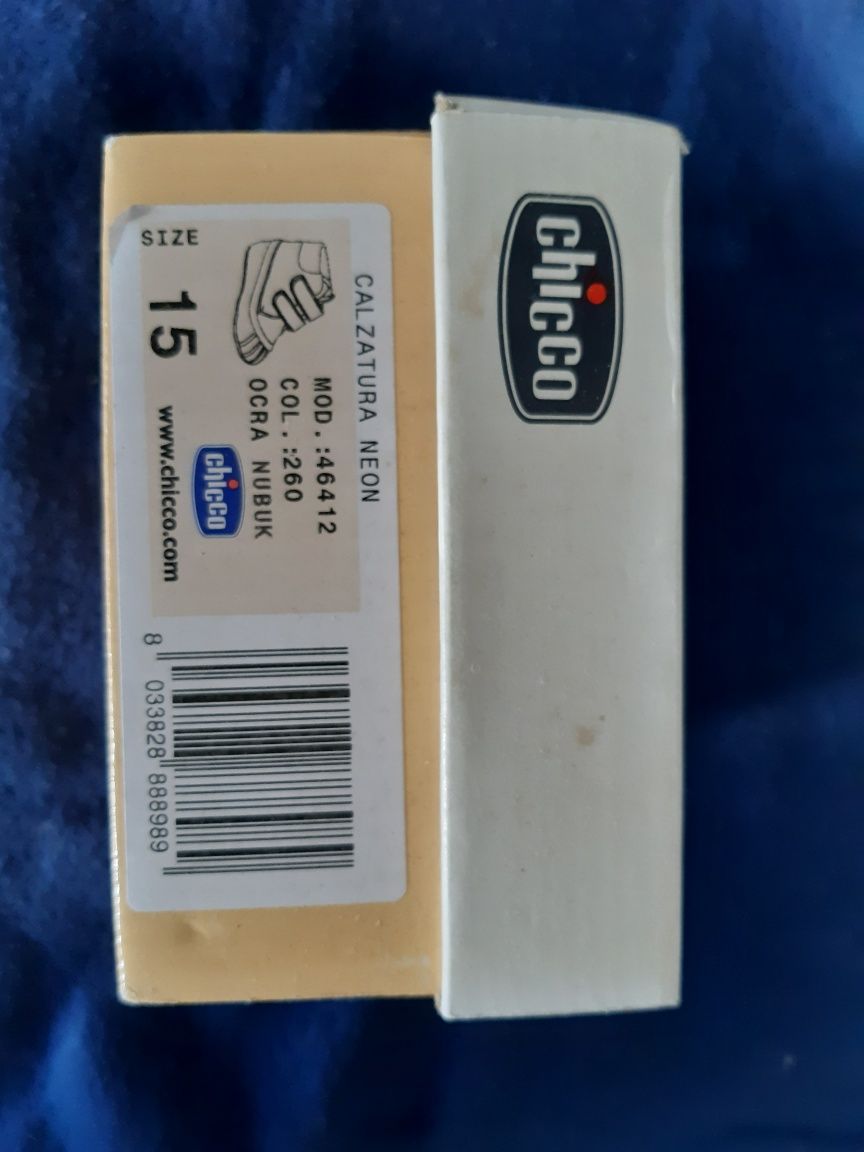 chicco
CALZATURA NEON
MOD.:46412
COL.:260
OCRA NUBUK
chicco
SIZE
15
www.chicco.com
8 033828 888989